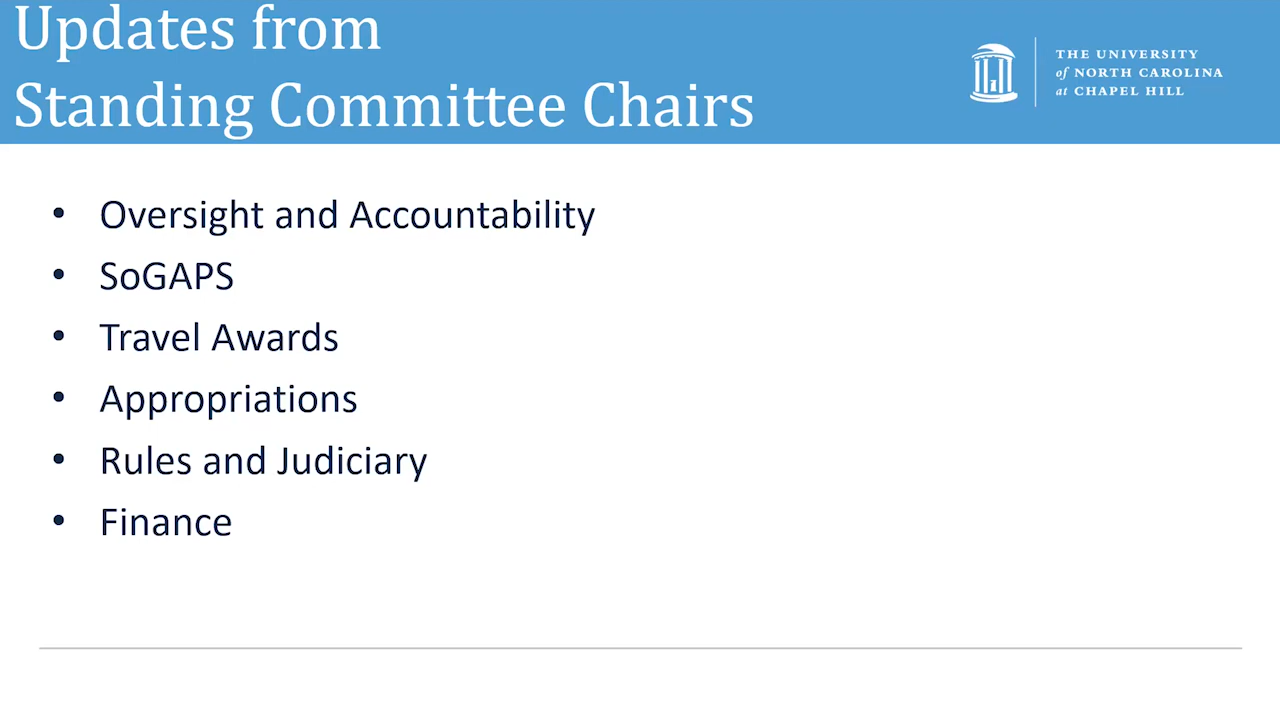 Updates from
Standing Committee Chairs
THE UNIVERSITY
of NORTH CAROLINA
at CHAPEL HILL
• Oversight and Accountability
• SoGAPS
• Travel Awards
• Appropriations
• Rules and Judiciary
• Finance